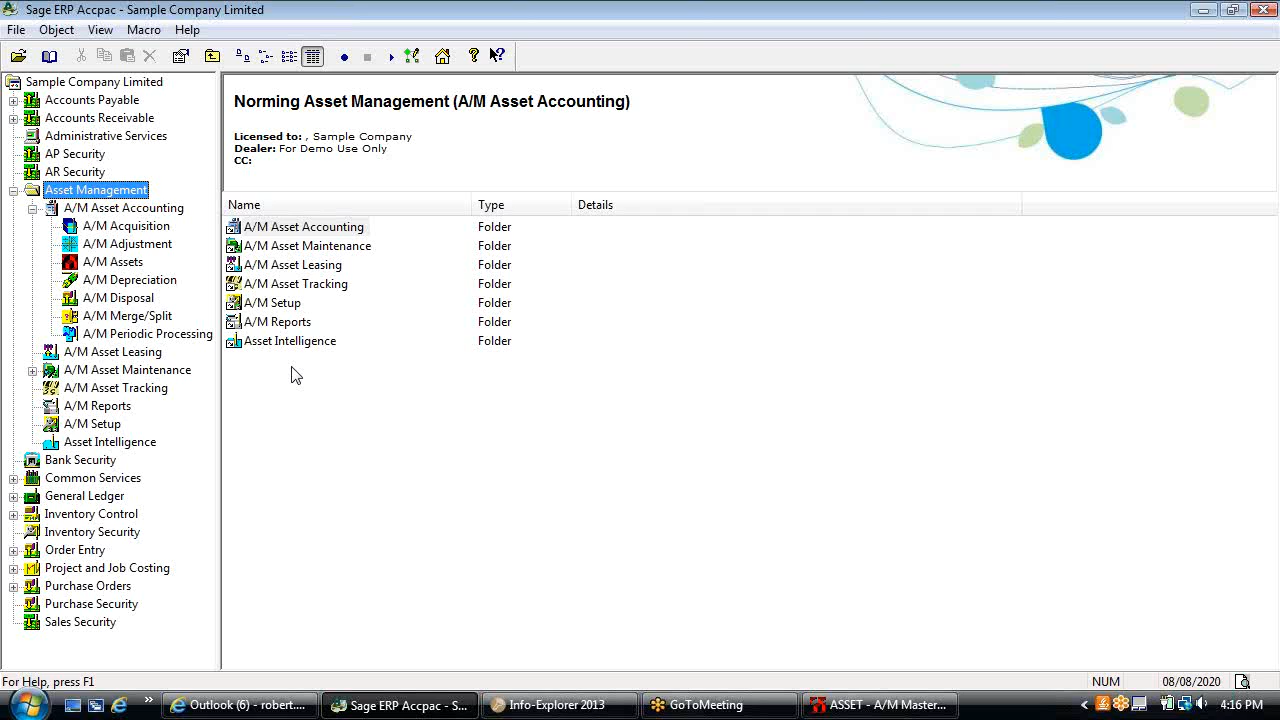 Sage ERP Accpac - Sample Company Limited
File Object View Macro Help
Sample Company Limited
Accounts Payable
Accounts Receivable
Administrative Services
AP Security
AR Security
Asset Management
A/M Asset Accounting
A/M Acquisition
A/M Adjustment
A/M Assets
A/M Depreciation
A/M Disposal
A/M Merge/Split
A/M Periodic Processing
A/M Asset Leasing
A/M Asset Maintenance
A/M Asset Tracking
A/M Reports
A/M Setup
Asset Intelligence
Bank Security
Common Services
General Ledger
Inventory Control
Inventory Security
Order Entry
Project and Job Costing
Purchase Orders
Purchase Security
Sales Security
Norming Asset Management (A/M Asset Accounting)
Licensed to: , Sample Company
Dealer: For Demo Use Only
CC:
Name Type Details
A/M Asset Accounting Folder
A/M Asset Maintenance Folder
A/M Asset Leasing Folder
A/M Asset Tracking Folder
A/M Setup Folder
A/M Reports Folder
Asset Intelligence Folder
For Help, press F1 NUM 08/08/2020
Outlook (6) - robert.... Sage ERP Accpac - S... Info-Explorer 2013 GoToMeeting ASSET - A/M Master... 4:16 PM